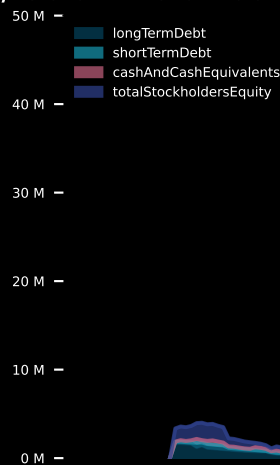 50 M
longTermDebt
shortTermDebt
cashAndCashEquivalents
totalStockholdersEquity
40 M
30 M
20 M
10 M
0 M